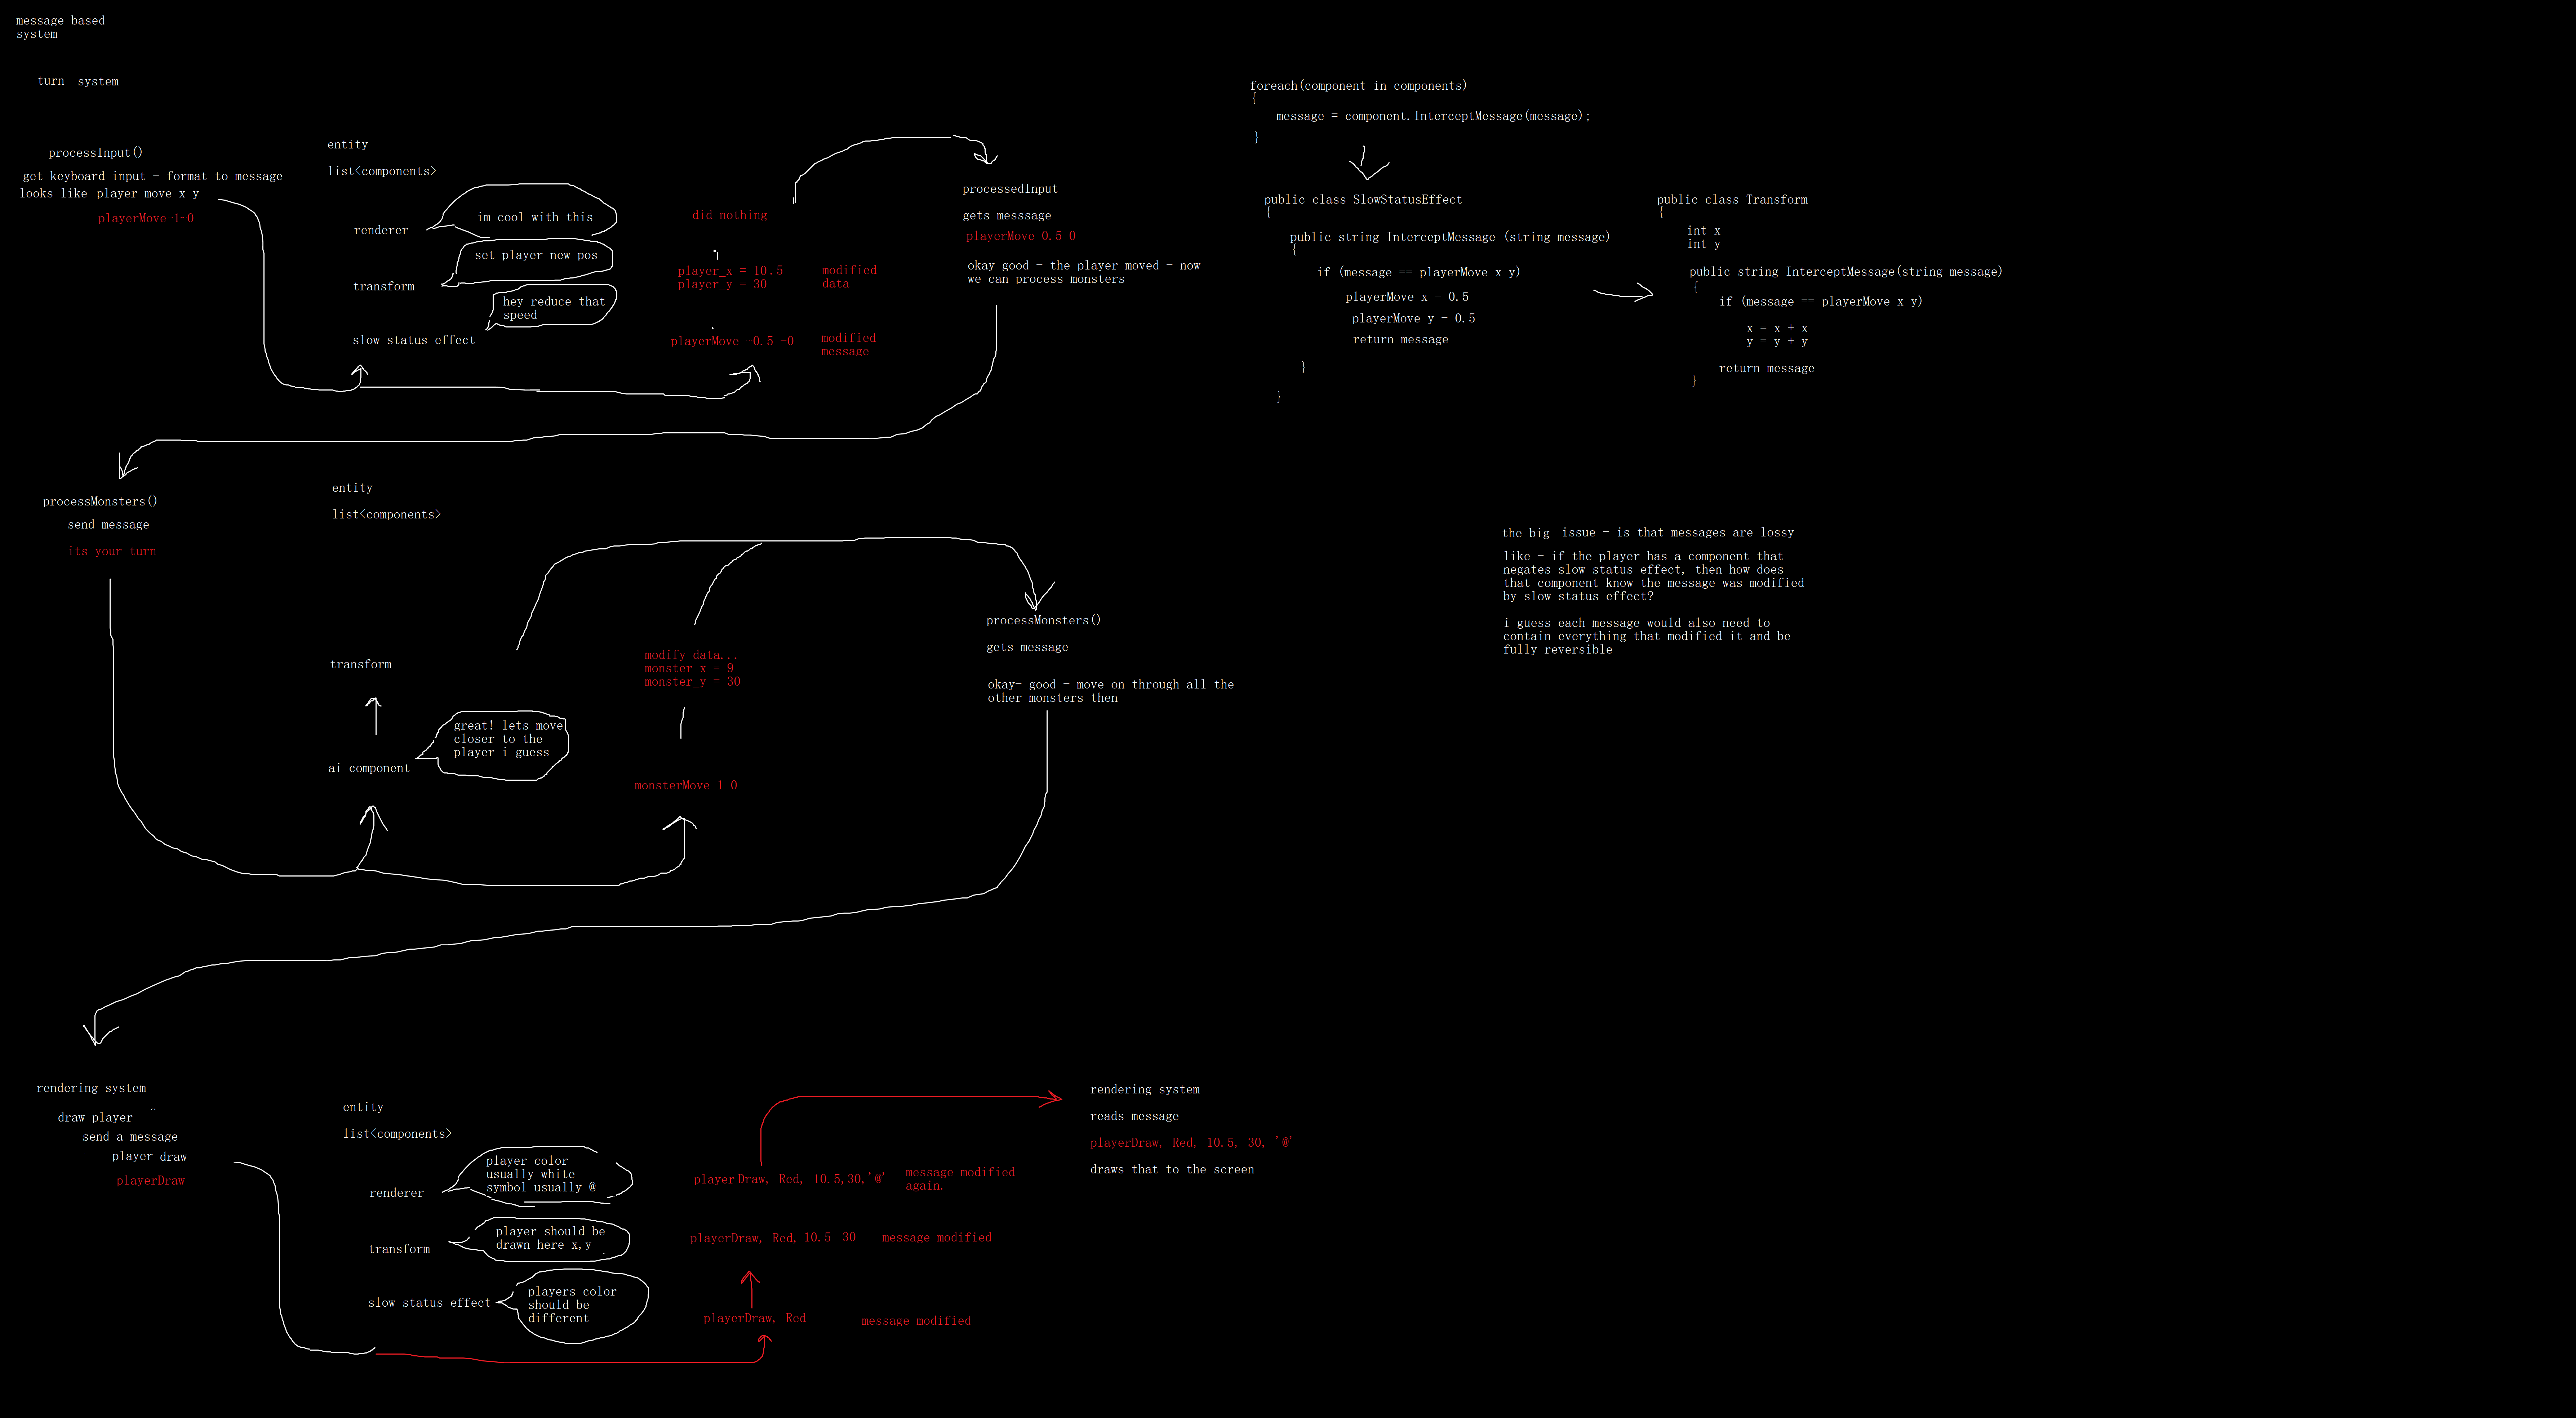 message based
system
turn system
processInput()
get keyboard input - format to message
looks like player move x y
playerMove 1 0
entity
list<components>
im cool with this
renderer
set player new pos
transform
hey reduce that
speed
slow status effect
did nothing
player_x = 10.5
player_y = 30
modified
data
playerMove -0.5 -0
modified
message
processedInput
gets messsage
playerMove 0.5 0
okay good - the player moved - now
we can process monsters
foreach(component in components)
{
message = component.InterceptMessage(message);
}
public class SlowStatusEffect
{
public string InterceptMessage (string message)
{
if (message == playerMove x y)
playerMove x - 0.5
playerMove y - 0.5
return message
}
}
public class Transform
{
int x
int y
public string InterceptMessage(string message)
{
if (message == playerMove x y)
x = x + x
y = y + y
return message
}
processMonsters()
send message
its your turn
entity
list<components>
transform
great! lets move
closer to the
player i guess
ai component
modify data...
monster_x = 9
monster_y = 30
monsterMove 1 0
processMonsters()
gets message
okay- good - move on through all the
other monsters then
the big issue - is that messages are lossy
like - if the player has a component that
negates slow status effect, then how does
that component know the message was modified
by slow status effect?
i guess each message would also need to
contain everything that modified it and be
fully reversible
rendering system
draw player
send a message
player draw
playerDraw
entity
list<components>
player color
usually white
symbol usually @
renderer
player should be
drawn here x,y
transform
players color
should be
different
slow status effect
player Draw, Red, 10.5,30,'@'
message modified
again.
playerDraw, Red, 10.5 30
message modified
playerDraw, Red
message modified
rendering system
reads message
playerDraw, Red, 10.5, 30, '@'
draws that to the screen